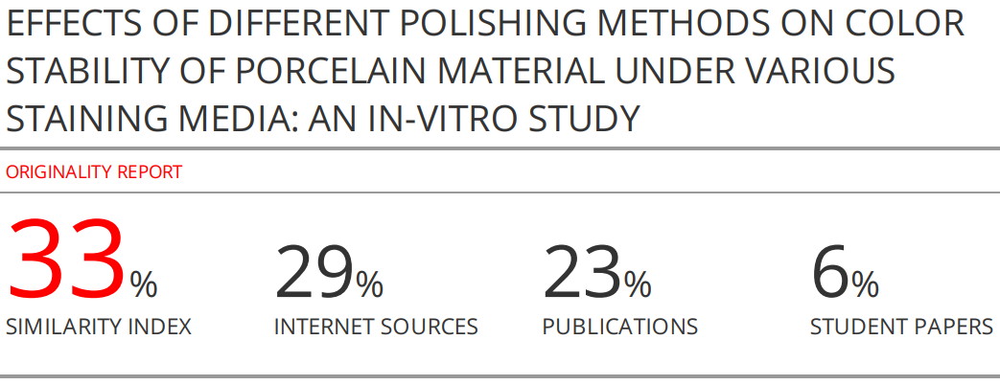 EFFECTS OF DIFFERENT POLISHING METHODS ON COLOR
STABILITY OF PORCELAIN MATERIAL UNDER VARIOUS
STAINING MEDIA: AN IN-VITRO STUDY
ORIGINALITY REPORT
33% 29% 23% 6%
SIMILARITY INDEX INTERNET SOURCES PUBLICATIONS STUDENT PAPERS